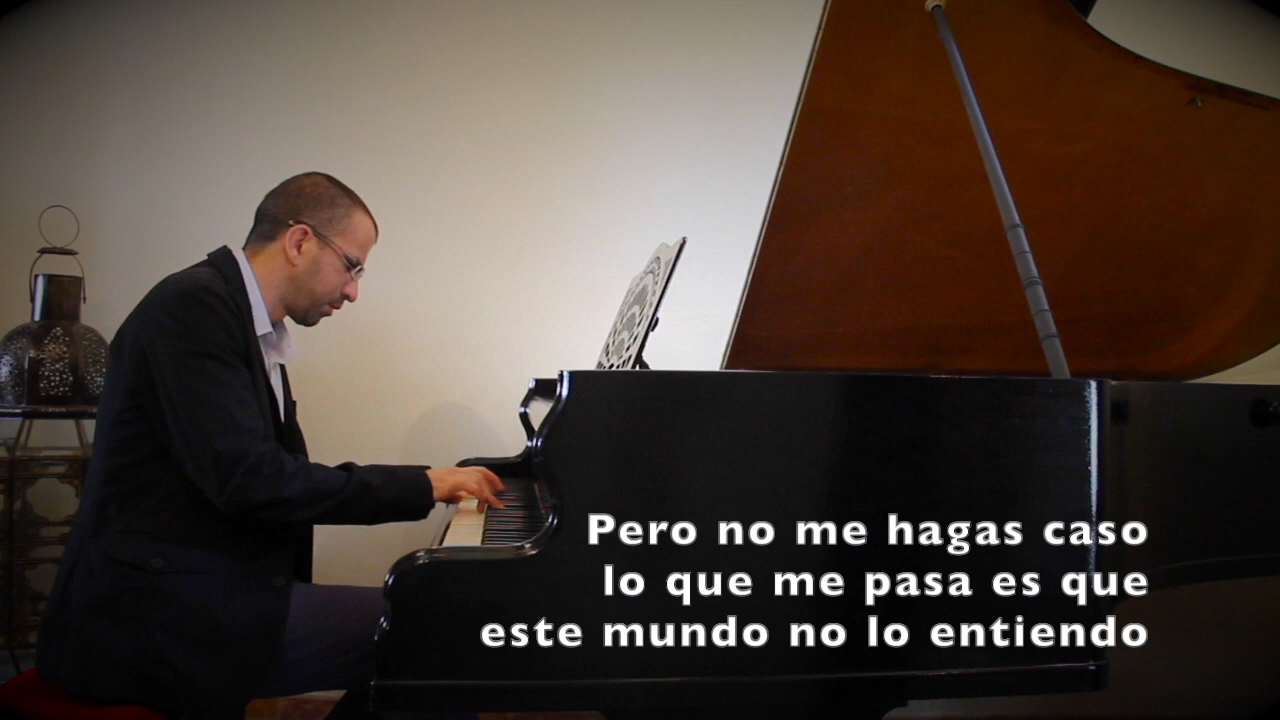 Pero no me hagas caso
lo que me pasa es que
este mundo no lo entiendo